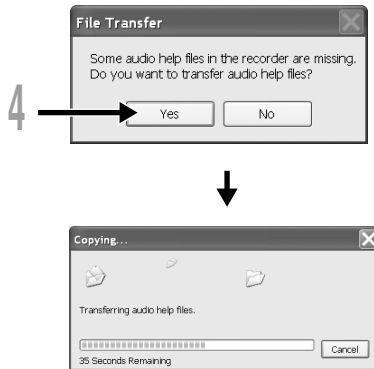 File Transfer
Some audio help files in the recorder are missing.
Do you want to transfer audio help files?
4
Yes No
Copying...
Transferring audio help files.
Cancel
35 Seconds Remaining